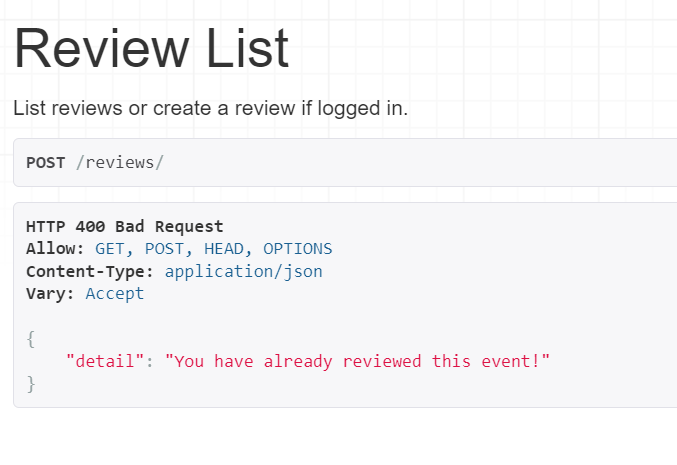 Review List
List reviews or create a review if logged in.
POST /reviews/
HTTP 400 Bad Request
Allow: GET, POST, HEAD, OPTIONS
Content-Type: application/json
Vary: Accept
{
    "detail": "You have already reviewed this event!"
}